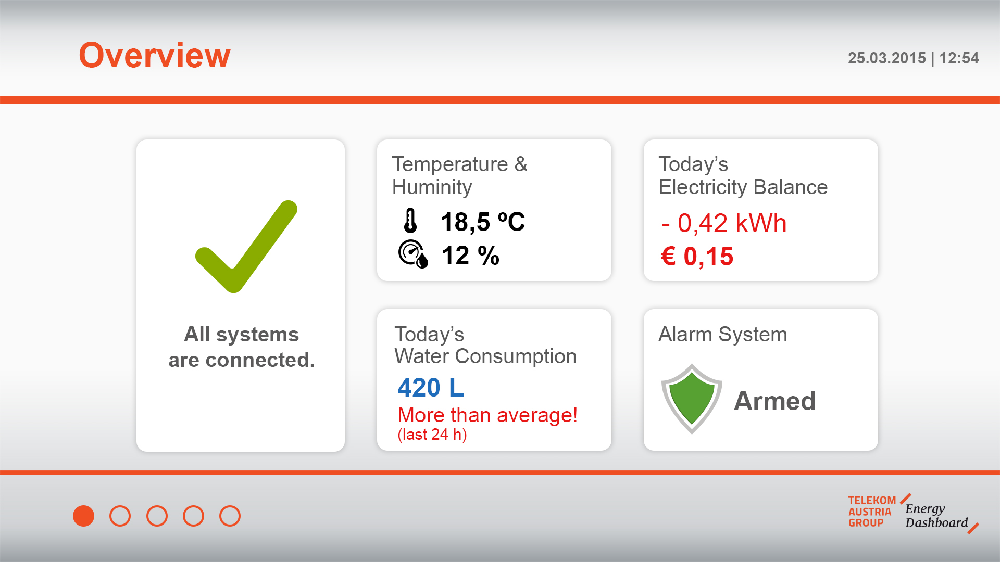 Overview
25.03.2015 | 12:54
All systems
are connected.
Temperature &
Huminity
18,5 ºC
12 %
Today’s
Electricity Balance
- 0,42 kWh
€ 0,15
Today’s
Water Consumption
420 L
More than average!
(last 24 h)
Alarm System
Armed
TELEKOM
AUSTRIA
GROUP
Energy
Dashboard